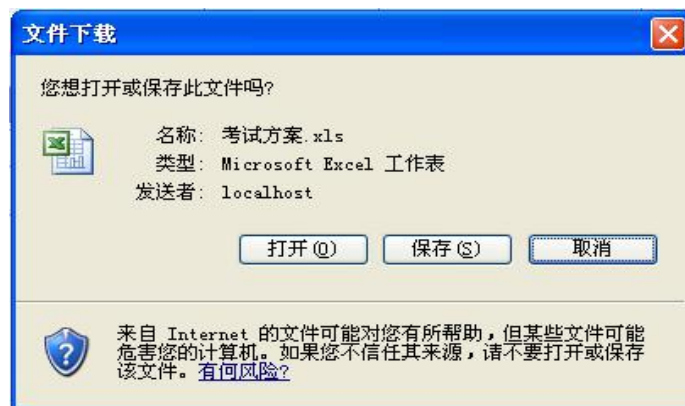 文件下载
您想打开或保存此文件吗?
名称: 考试方案.xls
类型: Microsoft Excel 工作表
发送者: localhost
打开(O) 保存(S) 取消
来自 Internet 的文件可能对您有所帮助，但某些文件可能
危害您的计算机。如果您不信任其来源，请不要打开或保存
该文件。有何风险?